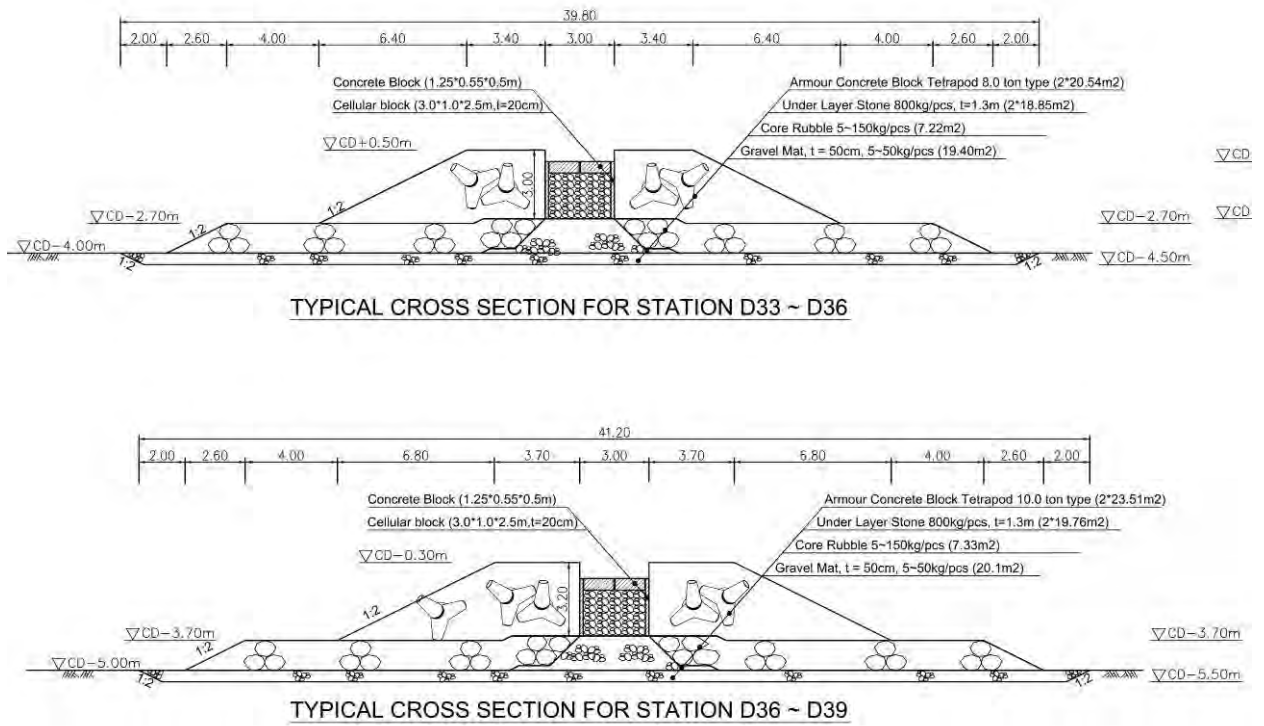 39.80
2.00 2.60 4.00 6.40 3.40 3.00 3.40 6.40 4.00 2.60 2.00
Concrete Block (1.25*0.55*0.5m)
Cellular block (3.0*1.0*2.5m,t=20cm)
Armour Concrete Block Tetrapod 8.0 ton type (2*20.54m2)
Under Layer Stone 800kg/pcs, t=1.3m (2*18.85m2)
Core Rubble 5~150kg/pcs (7.22m2)
Gravel Mat, t = 50cm, 5~50kg/pcs (19.40m2)
▽CD+0.50m
3.00
▽CD
▽CD-2.70m
1:2
1:2
▽CD-2.70m
▽CD
▽CD-4.00m
1:2
1:2
▽CD-4.50m
TYPICAL CROSS SECTION FOR STATION D33 ~ D36
41.20
2.00 2.60 4.00 6.80 3.70 3.00 3.70 6.80 4.00 2.60 2.00
Concrete Block (1.25*0.55*0.5m)
Cellular block (3.0*1.0*2.5m,t=20cm)
Armour Concrete Block Tetrapod 10.0 ton type (2*23.51m2)
Under Layer Stone 800kg/pcs, t=1.3m (2*19.76m2)
Core Rubble 5~150kg/pcs (7.33m2)
Gravel Mat, t = 50cm, 5~50kg/pcs (20.1m2)
▽CD-0.30m
3.20
1:2
▽CD-3.70m
1:2
▽CD-3.70m
▽CD-5.00m
1:2
1:2
▽CD-5.50m
TYPICAL CROSS SECTION FOR STATION D36 ~ D39